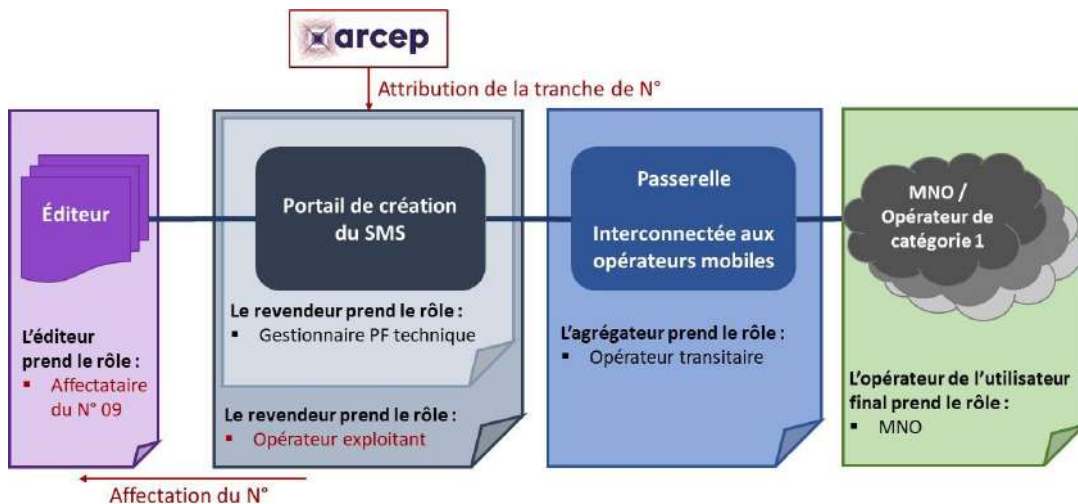 arcep
Attribution de la tranche de N°
Éditeur
Portail de création
du SMS
Passerelle
Interconnectée aux
opérateurs mobiles
MNO /
Opérateur de
catégorie 1
L'éditeur
prend le rôle :
▪ Affectataire
du N° 09
Le revendeur prend le rôle :
▪ Gestionnaire PF technique
Le revendeur prend le rôle :
▪ Opérateur exploitant
L'agrégateur prend le rôle :
▪ Opérateur transitaire
L'opérateur de l'utilisateur
final prend le rôle :
▪ MNO
Affectation du N°